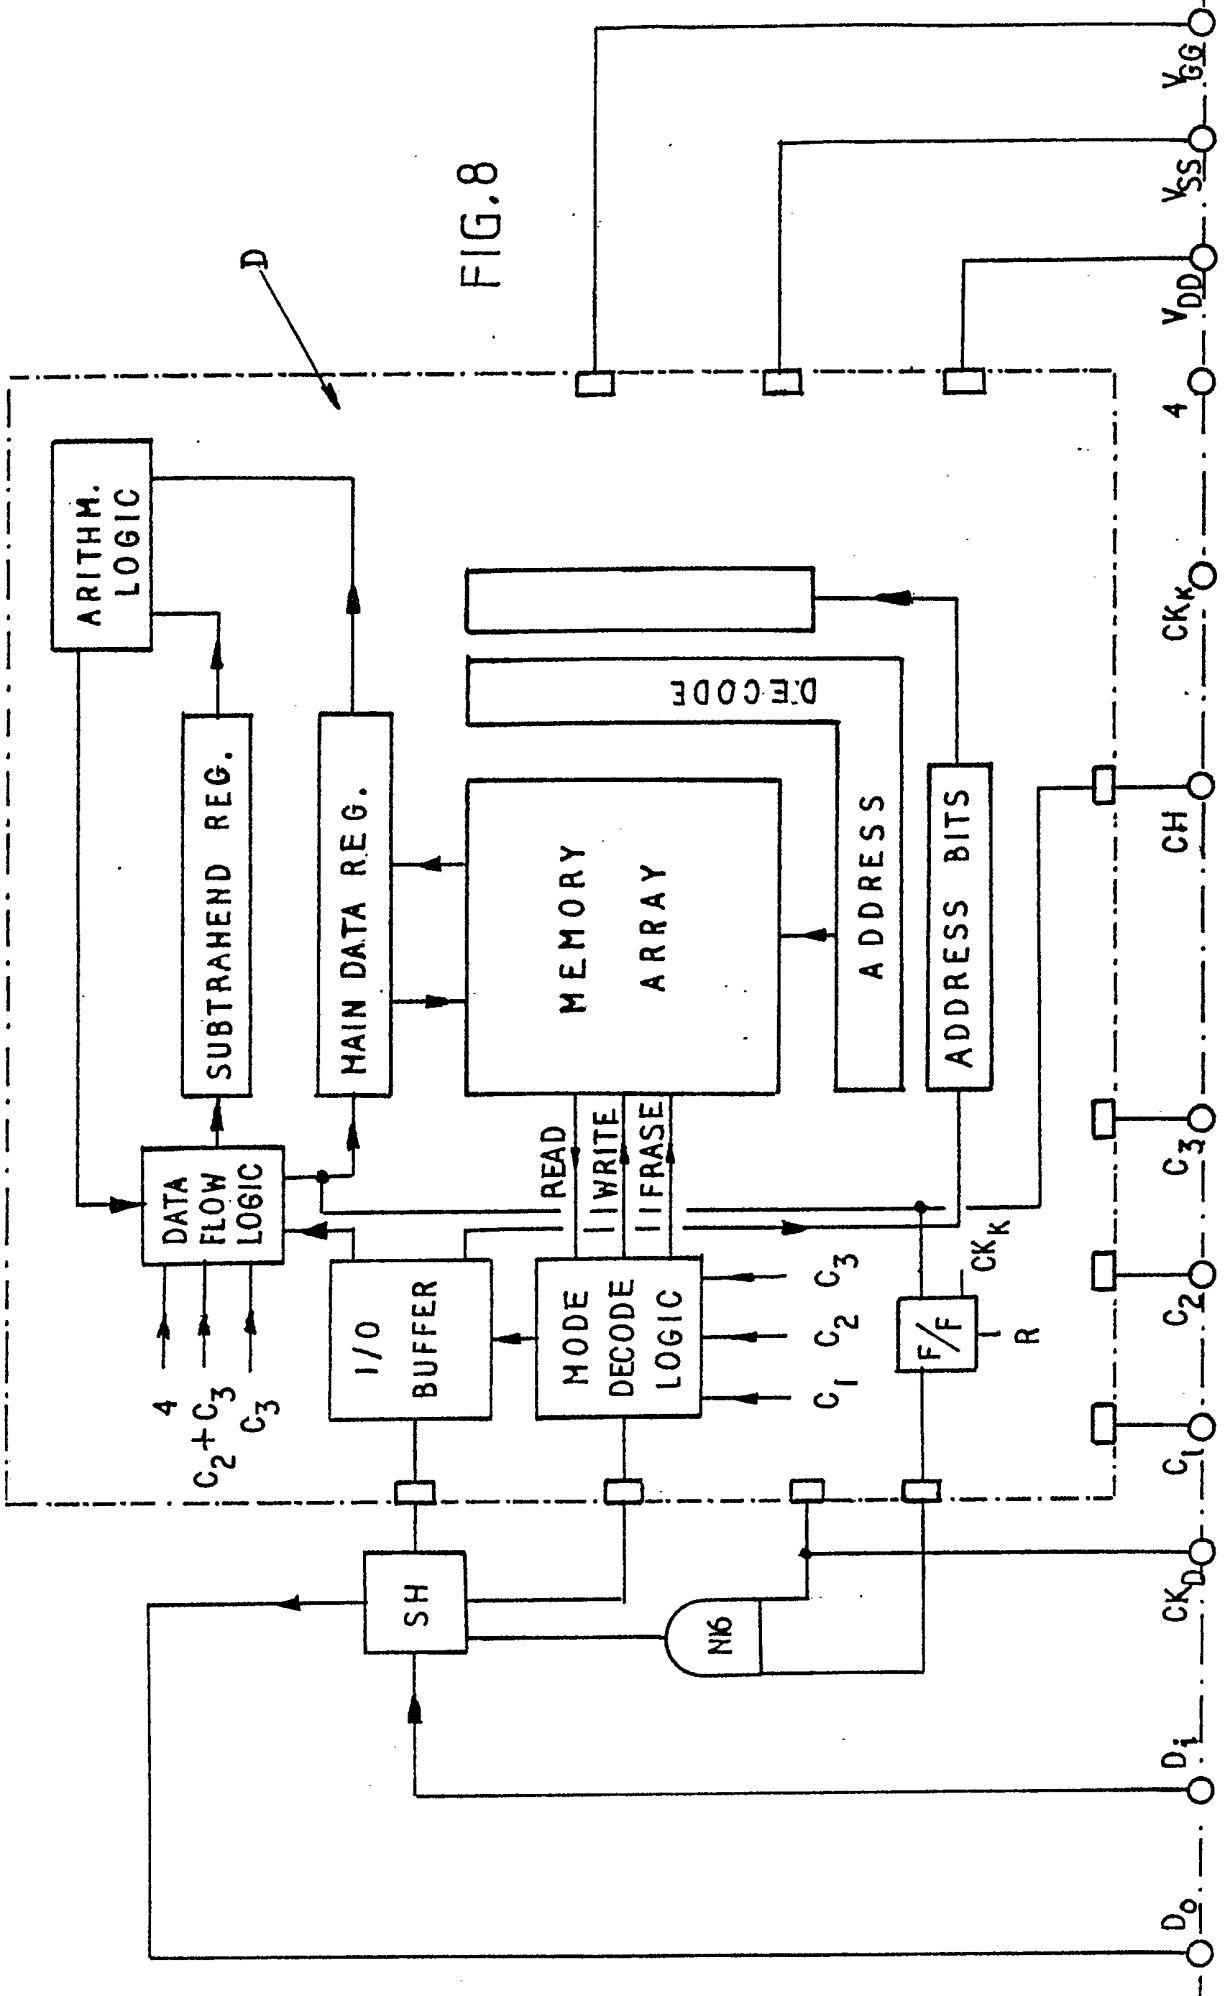 FIG.8
D
ARITHM.
LOGIC
SUBTRAHEND REG.
MAIN DATA REG.
DATA
FLOW
LOGIC
4
C2+C3
C3
I/O
BUFFER
MEMORY
ARRAY
DECODE
ADDRESS
ADDRESS BITS
READ
WRITE
FRASE
MODE
DECODE
LOGIC
C1
C2
C3
F/F
CKK
R
SH
N16
Do
Di
CKD
C1
C2
C3
CH
CKK
4
VDD
VSS
VGG